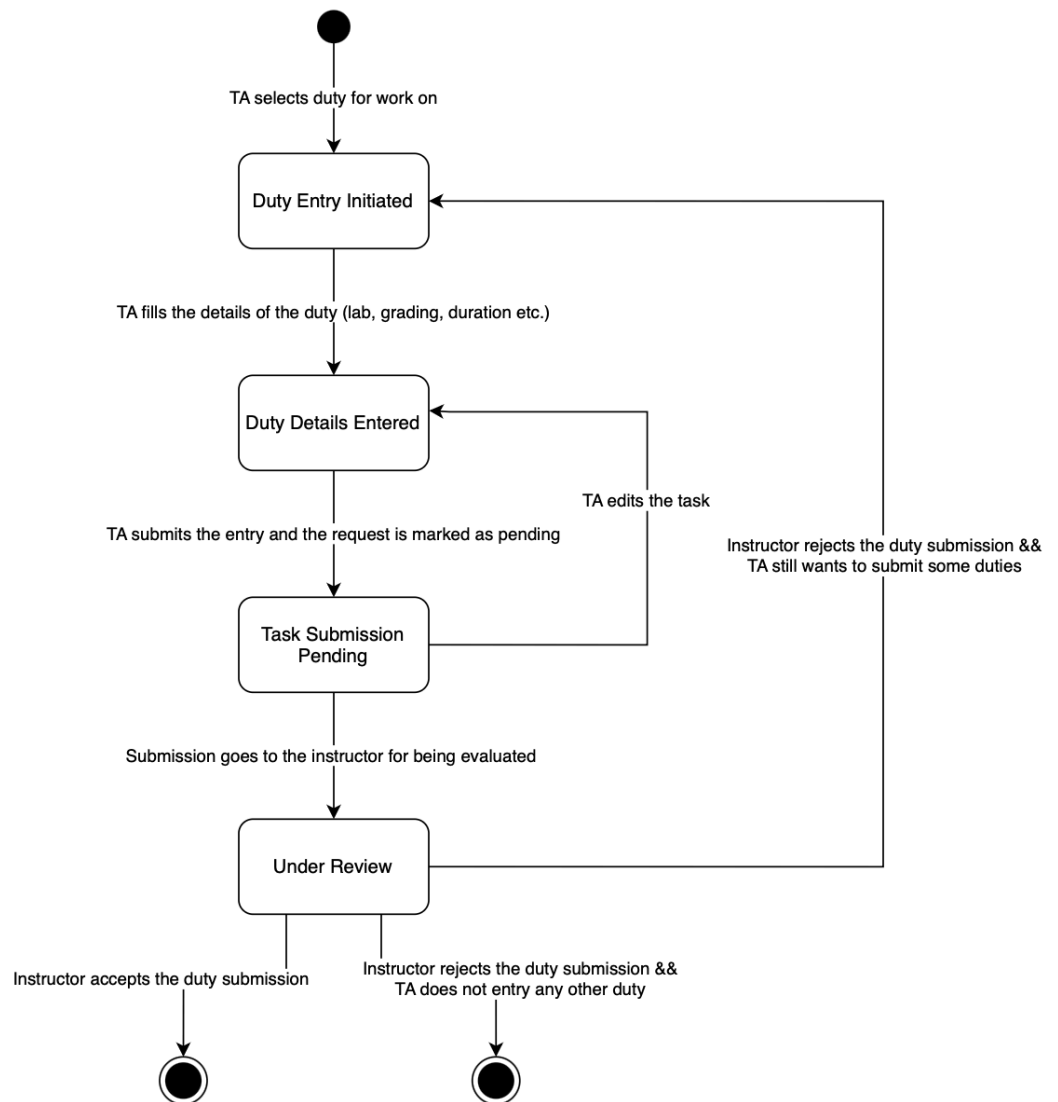 TA selects duty for work on
Duty Entry Initiated
TA fills the details of the duty (lab, grading, duration etc.)
Duty Details Entered
TA edits the task
TA submits the entry and the request is marked as pending
Instructor rejects the duty submission &&
TA still wants to submit some duties
Task Submission
Pending
Submission goes to the instructor for being evaluated
Under Review
Instructor accepts the duty submission
Instructor rejects the duty submission &&
TA does not entry any other duty